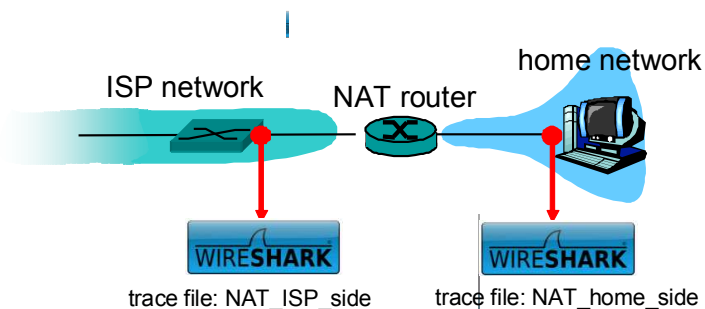 home network
ISP network
NAT router
WIRESHARK
WIRESHARK
trace file: NAT_ISP_side
trace file: NAT_home_side